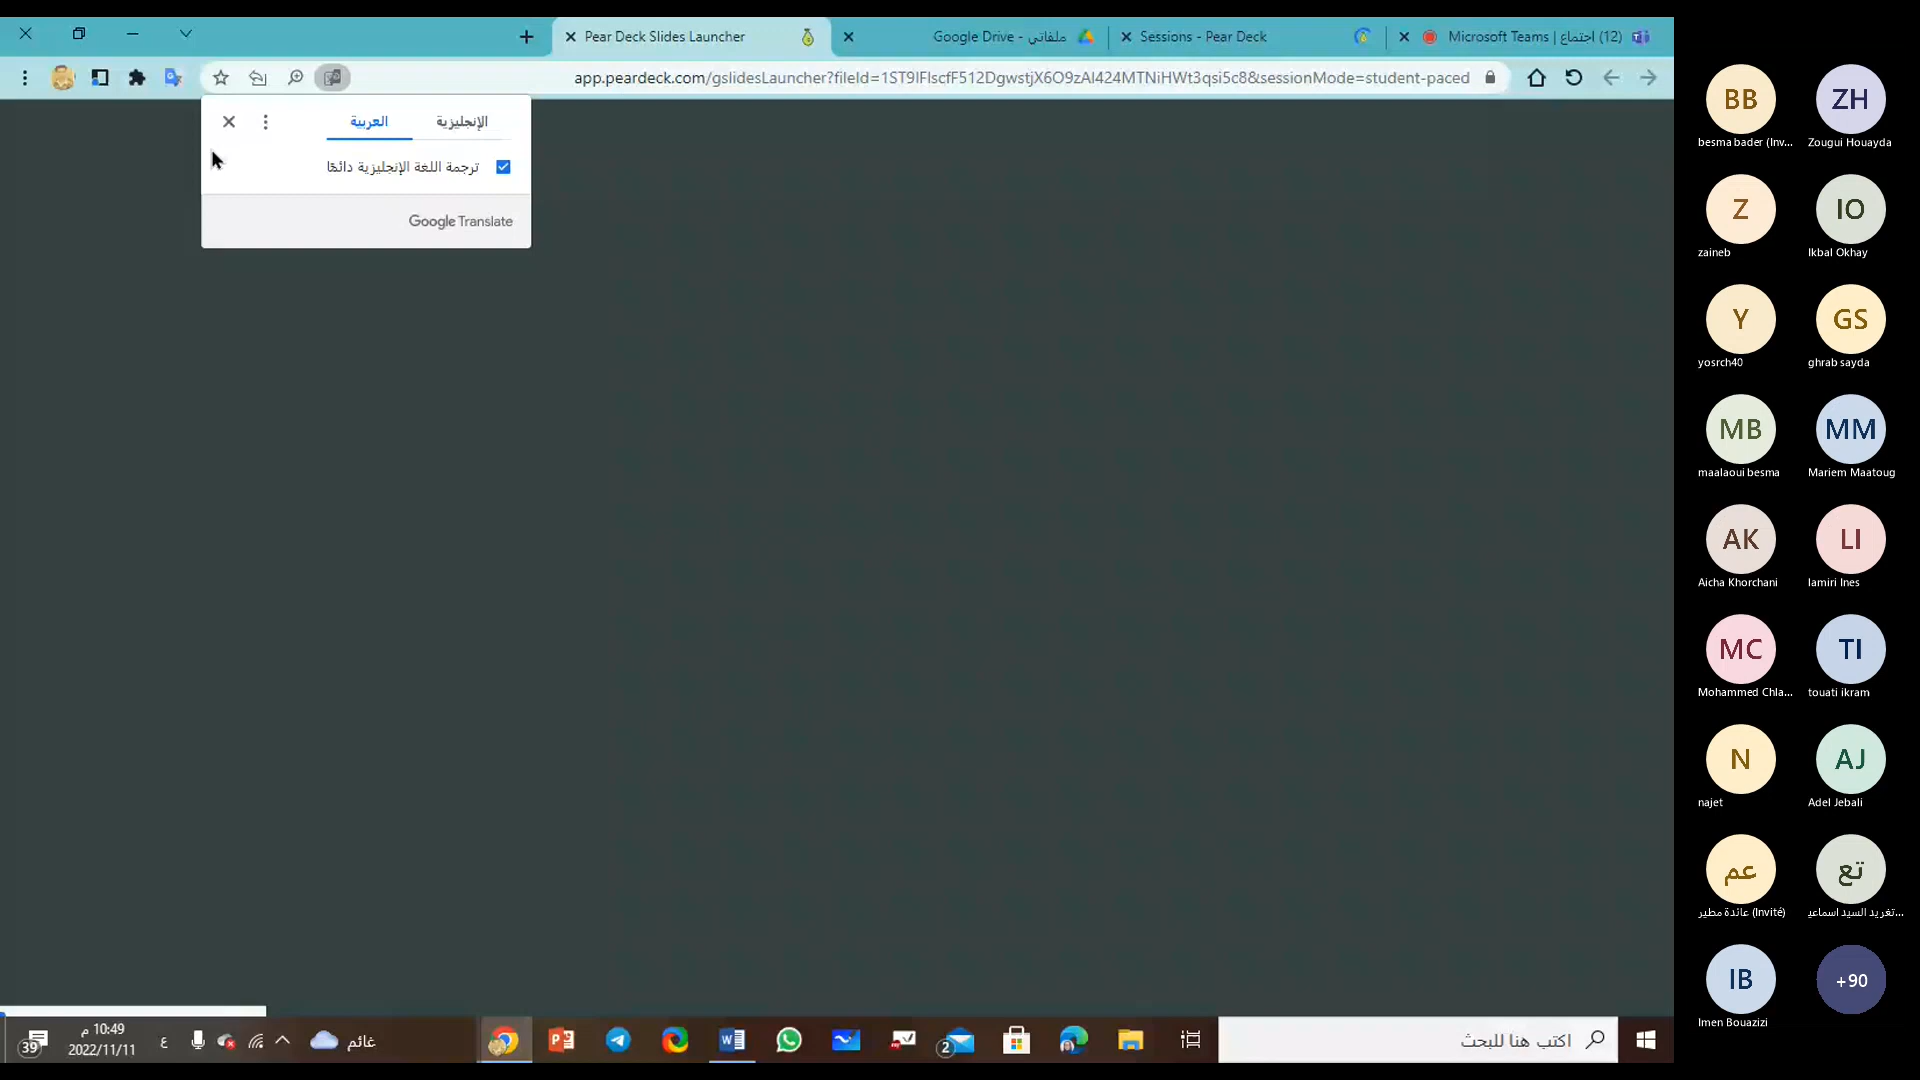 Microsoft Teams | اجتماع (12)
Sessions - Pear Deck
ملفاتي - Google Drive
Pear Deck Slides Launcher
app.peardeck.com/gslidesLauncher?fileId=1ST9IFIscfF512DgwstjX6O9zAI424MTNiHWt3qsi5c8&sessionMode=student-paced
الإنجليزية
العربية
ترجمة اللغة الإنجليزية دائمًا
Google Translate
BB
ZH
besma bader (Inv...
Zougui Houayda
Z
IO
zaineb
Ikbal Okhay
Y
GS
yosrch40
ghrab sayda
MB
MM
maalaoui besma
Mariem Maatoug
AK
LI
Aicha Khorchani
lamiri Ines
MC
TI
Mohammed Chla...
touati ikram
N
AJ
najet
Adel Jebali
عم
تع
عائدة مطير (Invité)
تغريد السيد اسماعي...
IB
+90
Imen Bouazizi
اكتب هنا للبحث
2
غائم
ع
10:49 م
2022/11/11
39